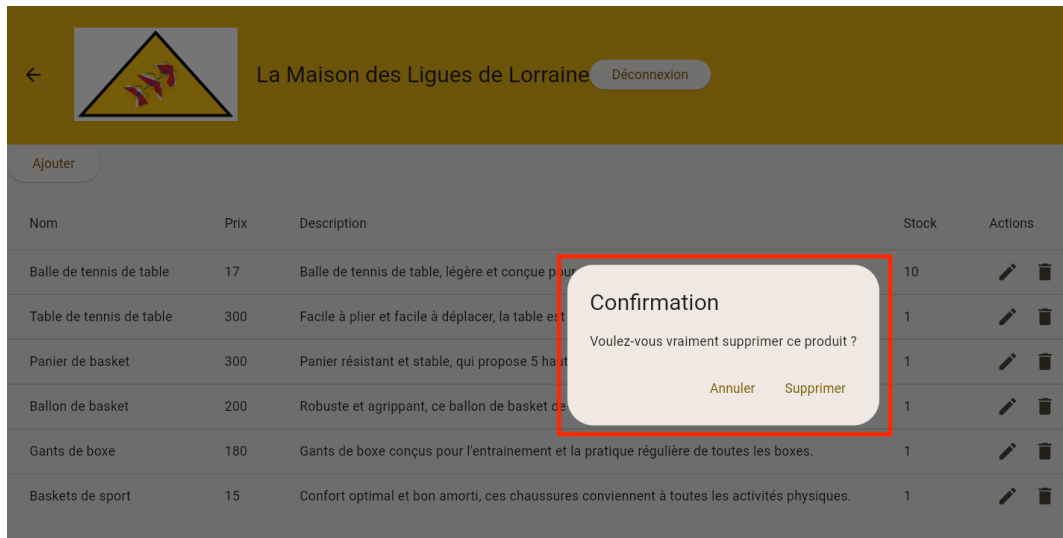 La Maison des Ligues de Lorraine Déconnexion
Ajouter
Nom Prix Description Stock Actions
Balle de tennis de table 17 Balle de tennis de table, légère et conçue pour 10
Table de tennis de table 300 Facile à plier et facile à déplacer, la table est 1
Panier de basket 300 Panier résistant et stable, qui propose 5 haut 1
Ballon de basket 200 Robuste et agrippant, ce ballon de basket de 1
Gants de boxe 180 Gants de boxe conçus pour l'entrainement et la pratique régulière de toutes les boxes. 1
Baskets de sport 15 Confort optimal et bon amorti, ces chaussures conviennent à toutes les activités physiques. 1
Confirmation
Voulez-vous vraiment supprimer ce produit ?
Annuler Supprimer